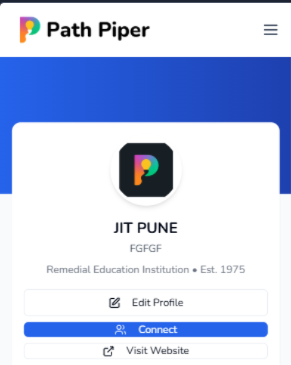 Path Piper
JIT PUNE
FGFGF
Remedial Education Institution • Est. 1975
Edit Profile
Connect
Visit Website